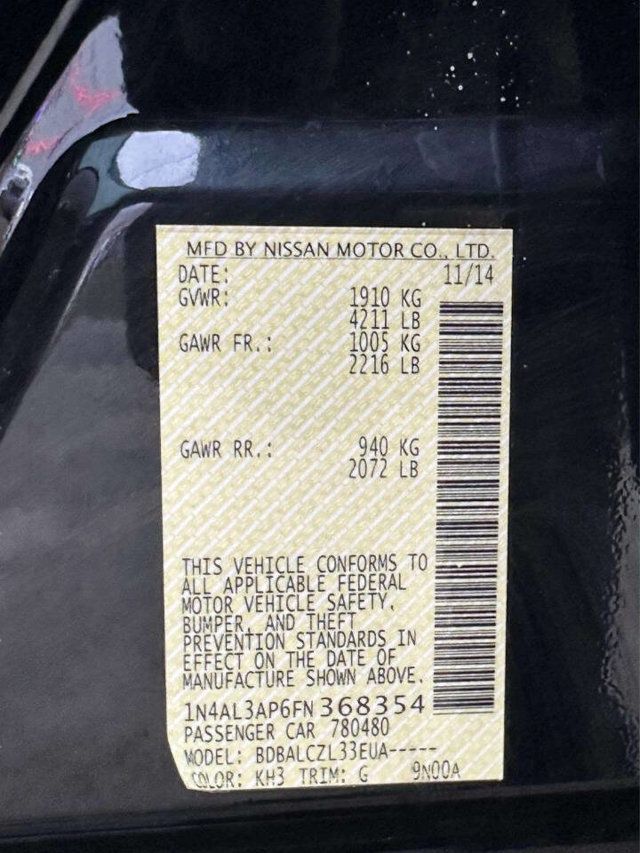 MFD BY NISSAN MOTOR CO., LTD.
DATE: 11/14
GVWR: 1910 KG
4211 LB
GAWR FR.: 1005 KG
2216 LB
GAWR RR.: 940 KG
2072 LB
THIS VEHICLE CONFORMS TO
ALL APPLICABLE FEDERAL
MOTOR VEHICLE SAFETY,
BUMPER, AND THEFT
PREVENTION STANDARDS IN
EFFECT ON THE DATE OF
MANUFACTURE SHOWN ABOVE.
1N4AL3AP6FN368354
PASSENGER CAR 780480
MODEL: BDBALCZL33EUA-----
COLOR: KH3 TRIM: G 9N00A